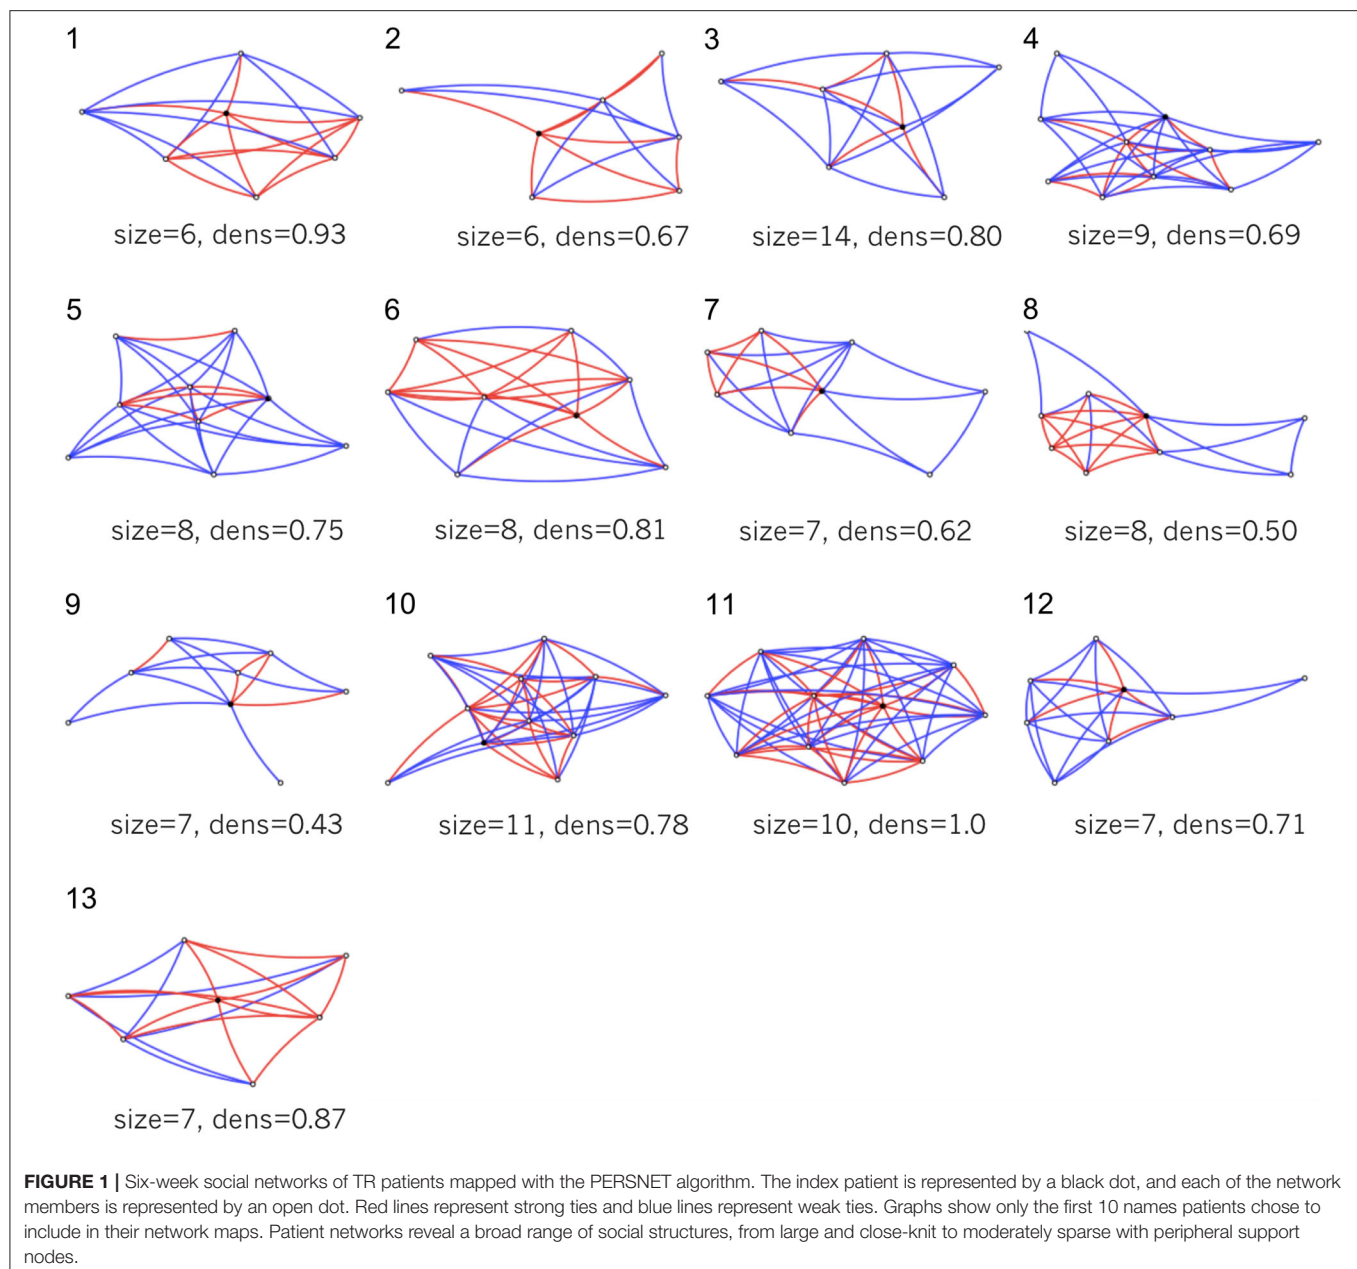 1 2 3 4
size=6, dens=0.93 size=6, dens=0.67 size=14, dens=0.80 size=9, dens=0.69
5 6 7 8
size=8, dens=0.75 size=8, dens=0.81 size=7, dens=0.62 size=8, dens=0.50
9 10 11 12
size=7, dens=0.43 size=11, dens=0.78 size=10, dens=1.0 size=7, dens=0.71
13
size=7, dens=0.87
FIGURE 1 | Six-week social networks of TR patients mapped with the PERSNET algorithm. The index patient is represented by a black dot, and each of the network
members is represented by an open dot. Red lines represent strong ties and blue lines represent weak ties. Graphs show only the first 10 names patients chose to
include in their network maps. Patient networks reveal a broad range of social structures, from large and close-knit to moderately sparse with peripheral support
nodes.